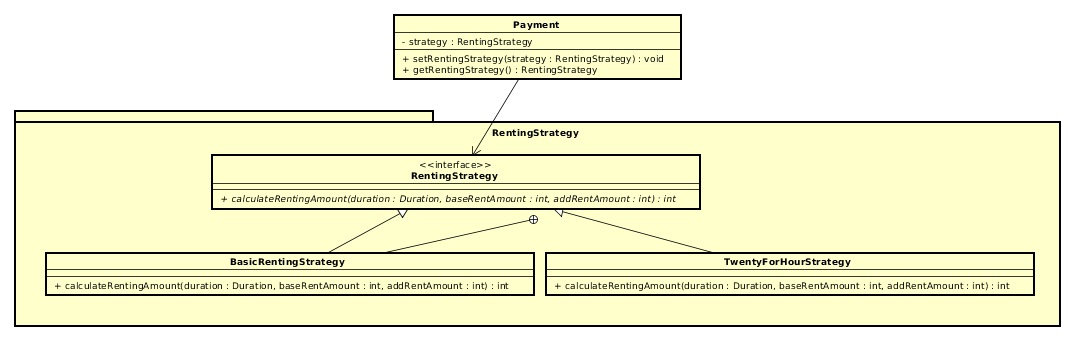 Payment
- strategy : RentingStrategy
+ setRentingStrategy(strategy : RentingStrategy) : void
+ getRentingStrategy() : RentingStrategy
RentingStrategy
<<interface>>
RentingStrategy
+ calculateRentingAmount(duration : Duration, baseRentAmount : int, addRentAmount : int) : int
BasicRentingStrategy
+ calculateRentingAmount(duration : Duration, baseRentAmount : int, addRentAmount : int) : int
TwentyForHourStrategy
+ calculateRentingAmount(duration : Duration, baseRentAmount : int, addRentAmount : int) : int